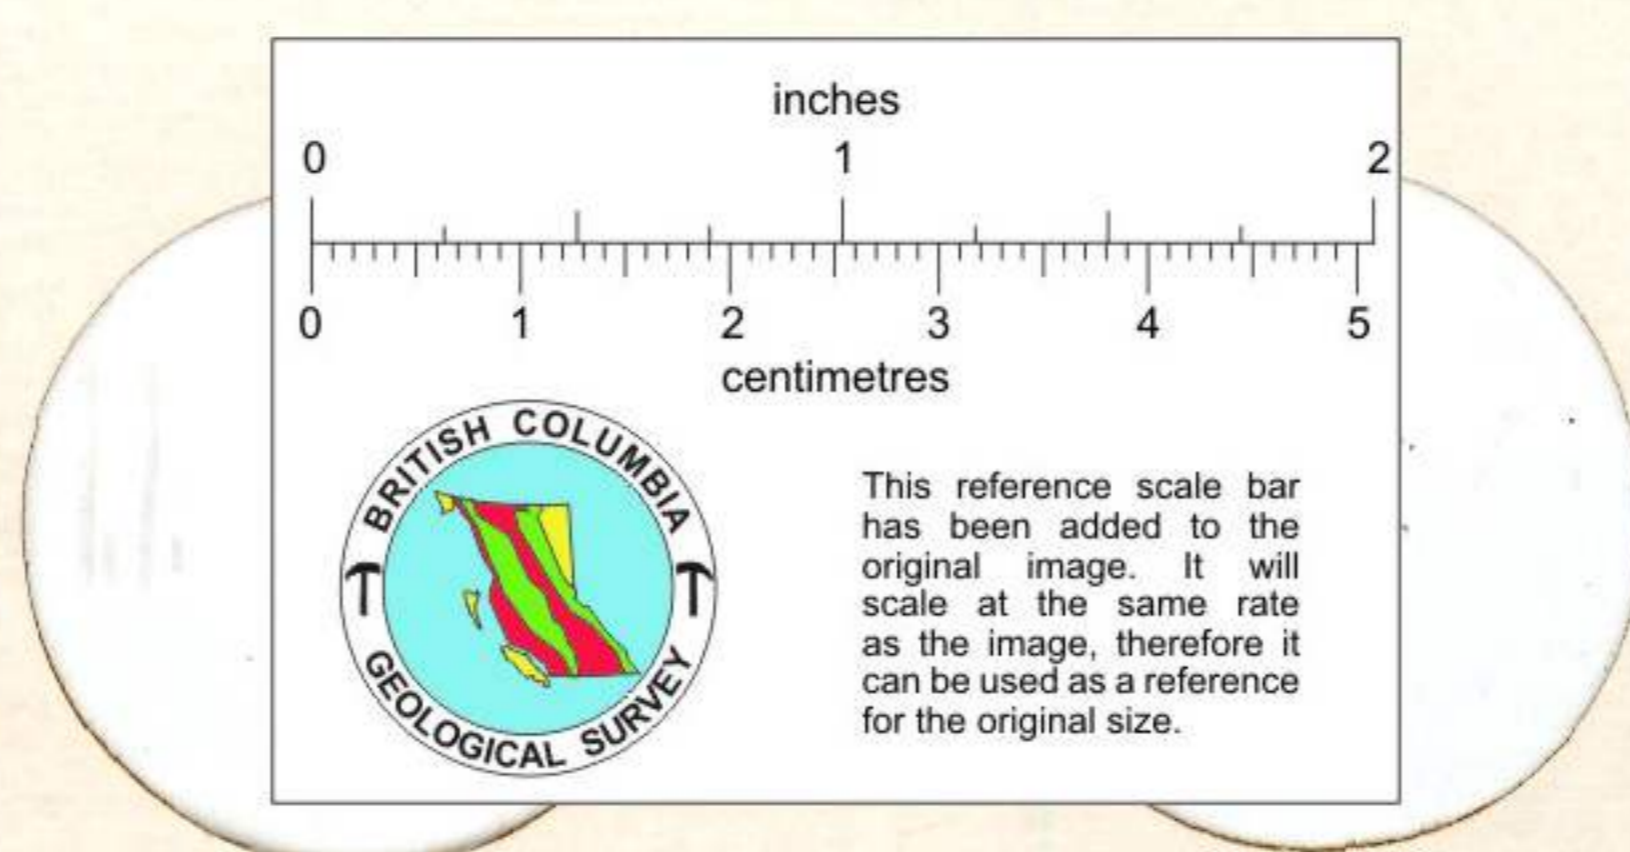 inches
0 1 2
0 1 2 3 4 5
centimetres
BRITISH COLUMBIA
GEOLOGICAL SURVEY
This reference scale bar
has been added to the
original image. It will
scale at the same rate
as the image, therefore it
can be used as a reference
for the original size.